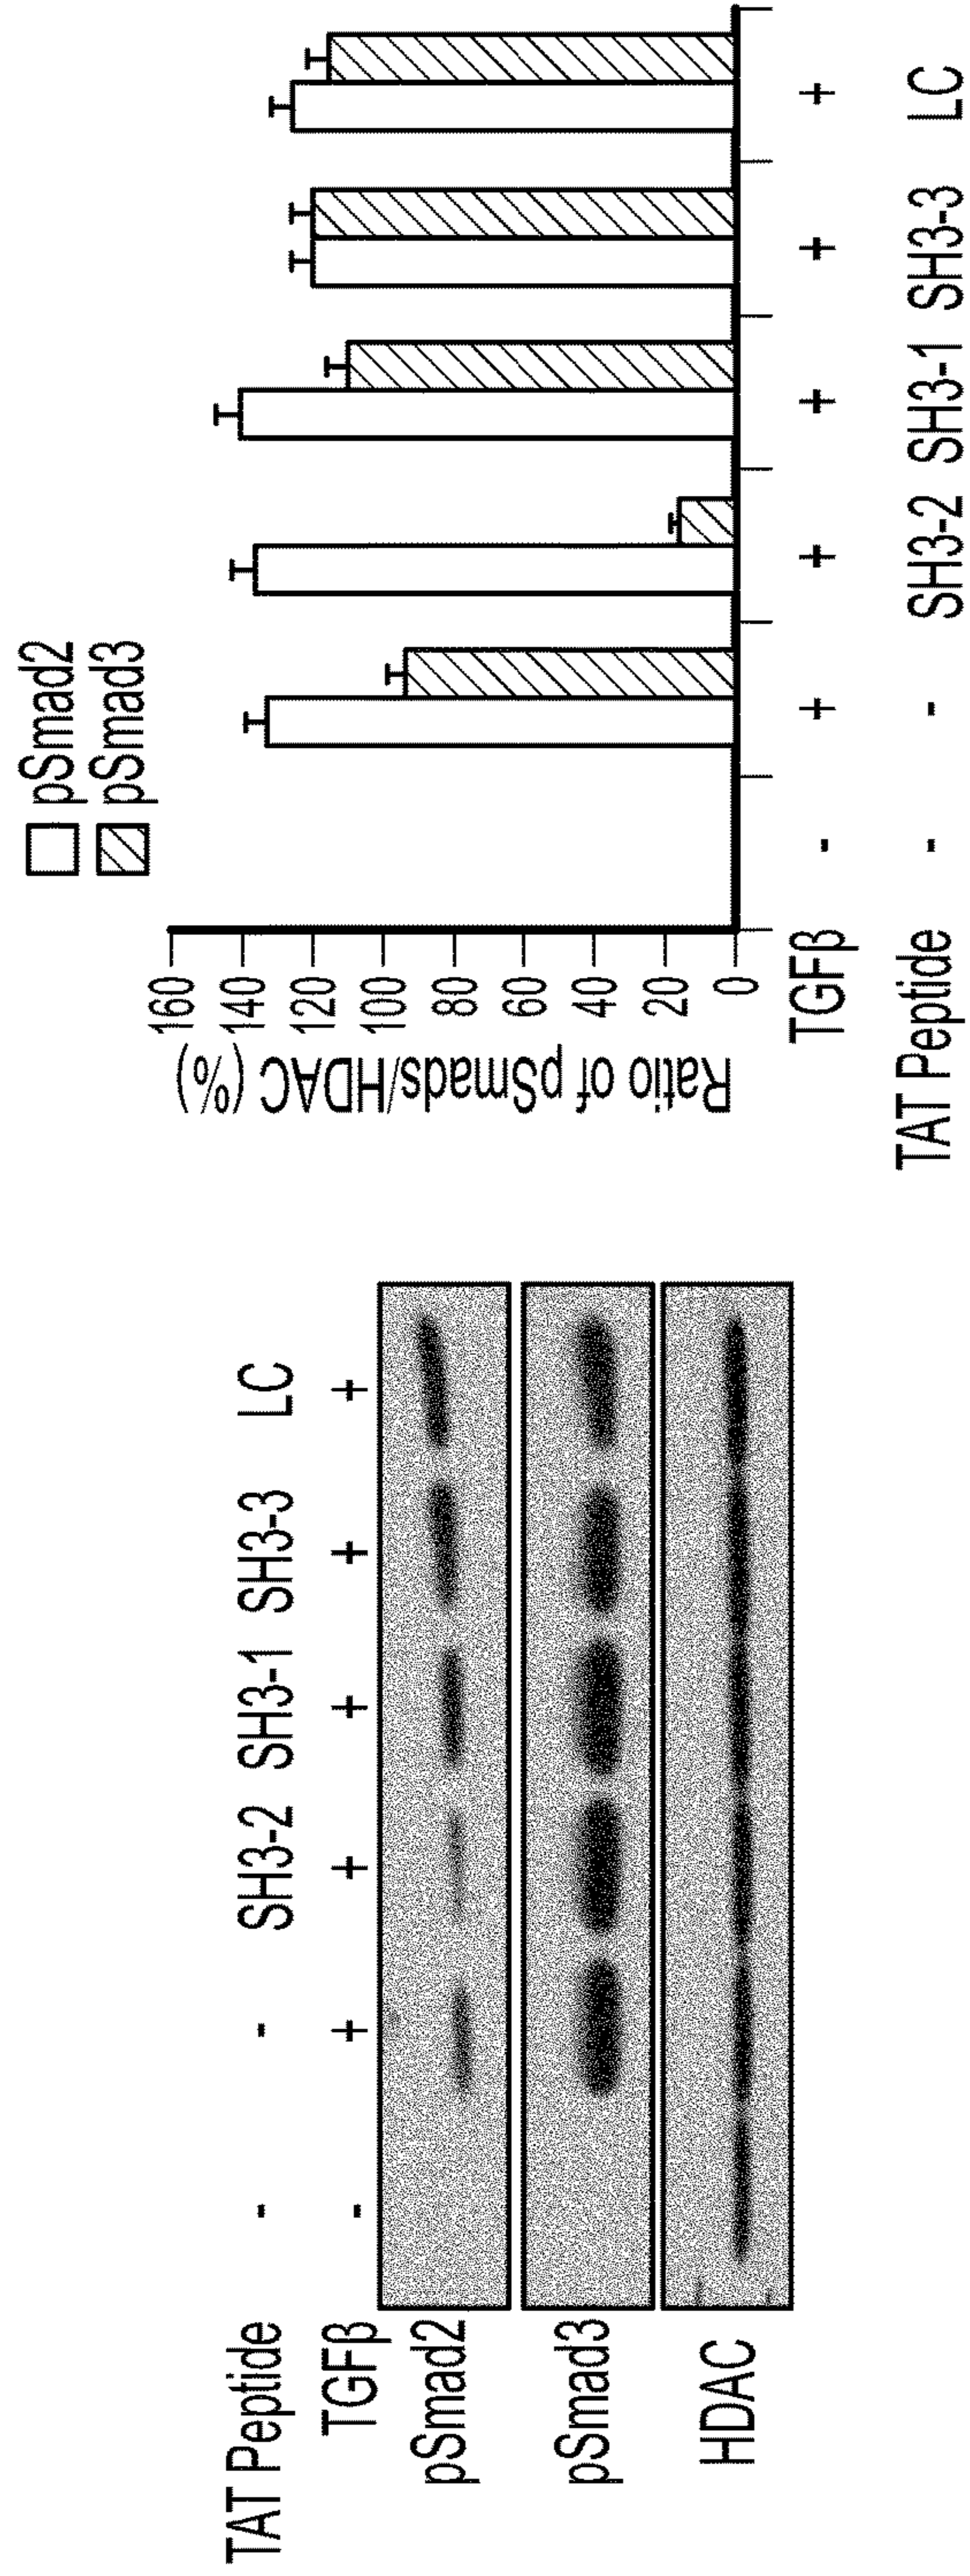 TAT Peptide - - SH3-2 SH3-1 SH3-3 LC
TGFβ - + + + + +
pSmad2
pSmad3
HDAC
pSmad2
pSmad3
Ratio of pSmads/HDAC (%)
160
140
120
100
80
60
40
20
0
TGFβ - + + + + +
TAT Peptide - - SH3-2 SH3-1 SH3-3 LC